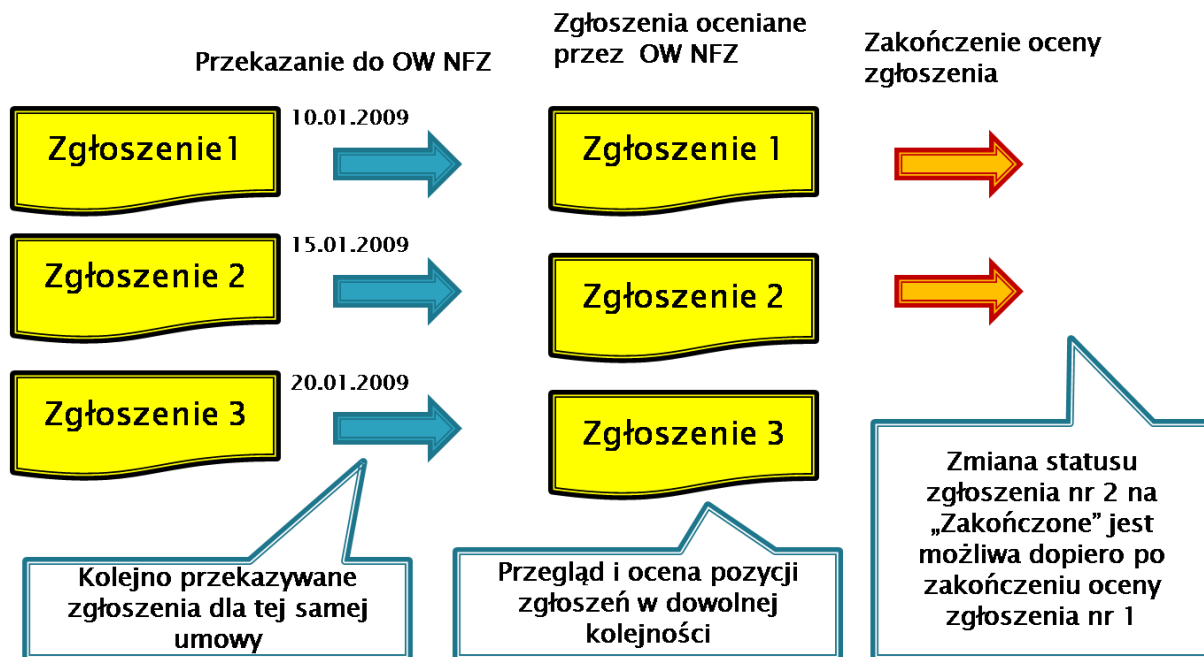 Przekazanie do OW NFZ
Zgłoszenia oceniane
przez OW NFZ
Zakończenie oceny
zgłoszenia
Zgłoszenie1
10.01.2009
Zgłoszenie 1
Zgłoszenie 2
15.01.2009
Zgłoszenie 2
Zgłoszenie 3
20.01.2009
Zgłoszenie 3
Kolejno przekazywane
zgłoszenia dla tej samej
umowy
Przegląd i ocena pozycji
zgłoszeń w dowolnej
kolejności
Zmiana statusu
zgłoszenia nr 2 na
„Zakończone” jest
możliwa dopiero po
zakończeniu oceny
zgłoszenia nr 1